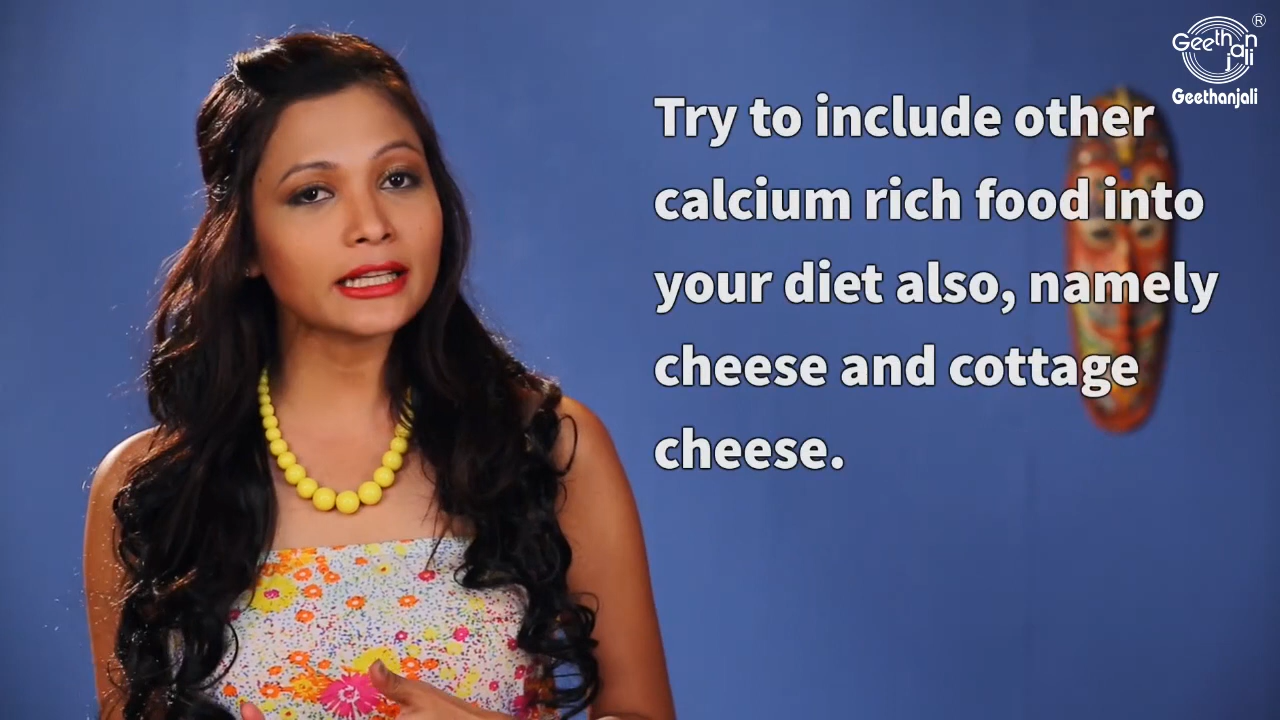 Geethanjali
®
Geethanjali
Try to include other
calcium rich food into
your diet also, namely
cheese and cottage
cheese.